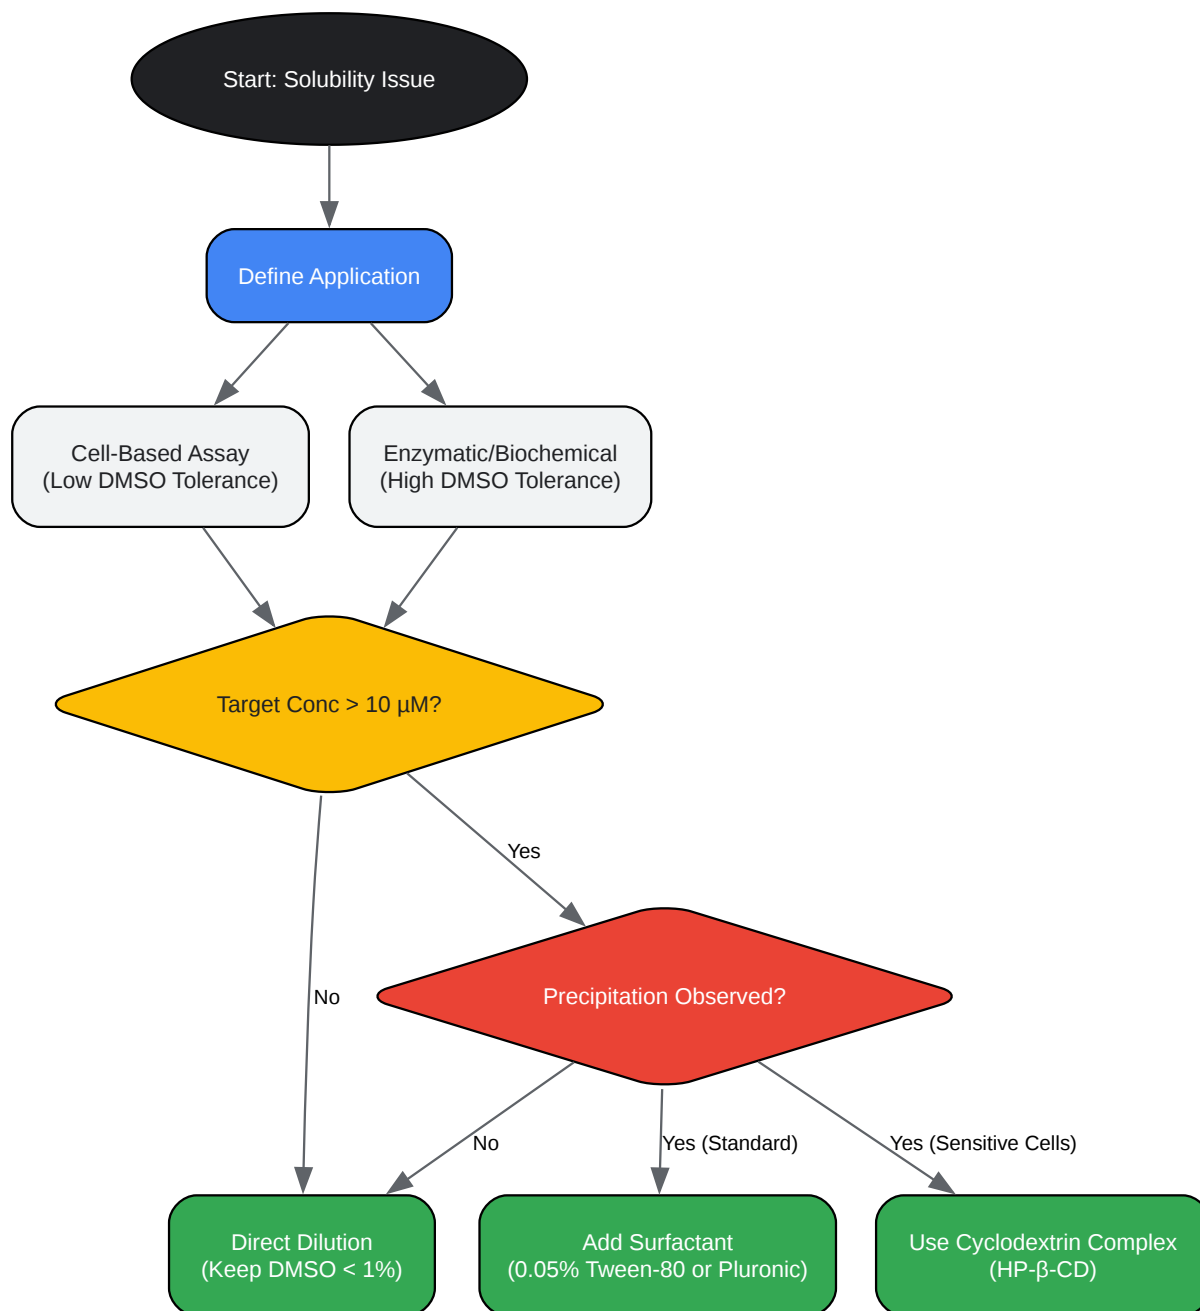 Start: Solubility Issue
Define Application
Cell-Based Assay
(Low DMSO Tolerance)
Enzymatic/Biochemical
(High DMSO Tolerance)
Target Conc > 10 µM?
Yes
No
Precipitation Observed?
No
Yes (Standard)
Yes (Sensitive Cells)
Direct Dilution
(Keep DMSO < 1%)
Add Surfactant
(0.05% Tween-80 or Pluronic)
Use Cyclodextrin Complex
(HP-β-CD)